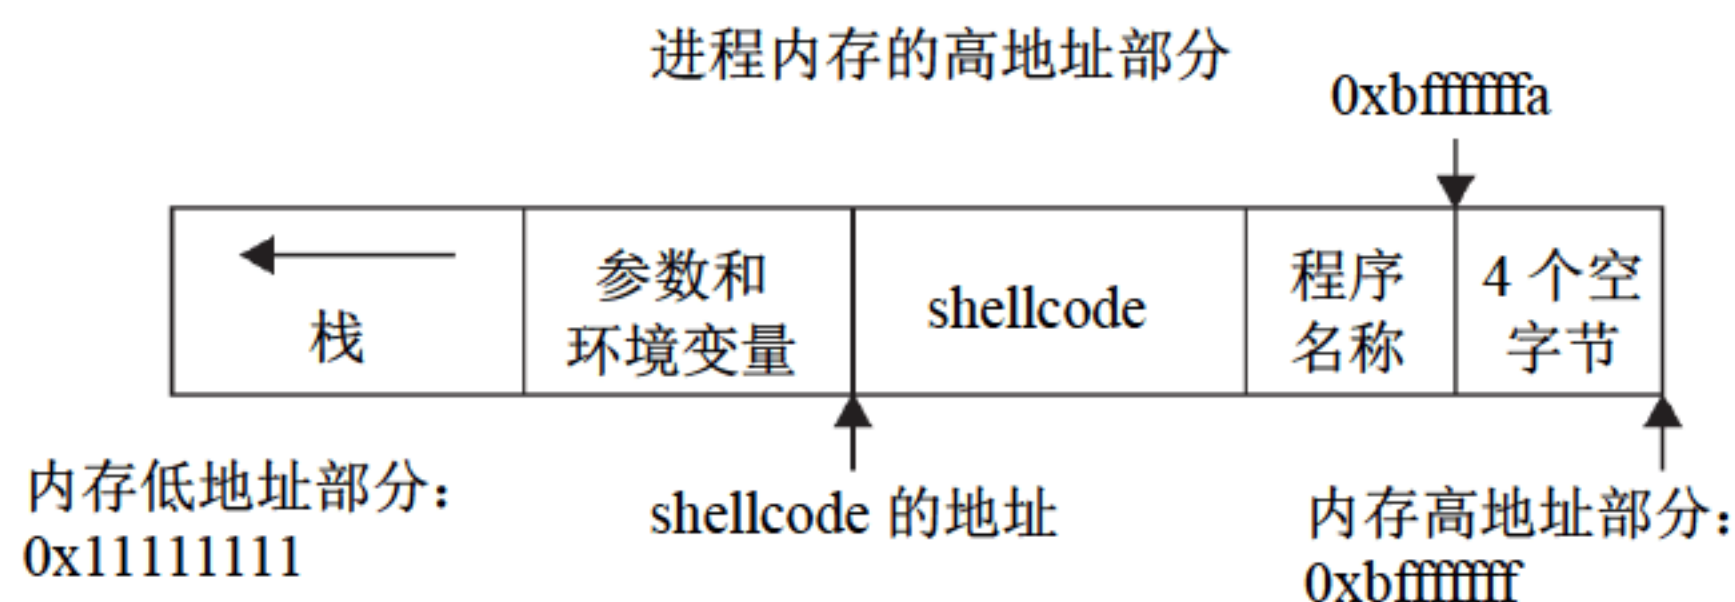 进程内存的高地址部分
0xbffffffa
栈
参数和
环境变量
shellcode
程序
名称
4 个空
字节
内存低地址部分：
0x11111111
shellcode 的地址
内存高地址部分：
0xbfffffff